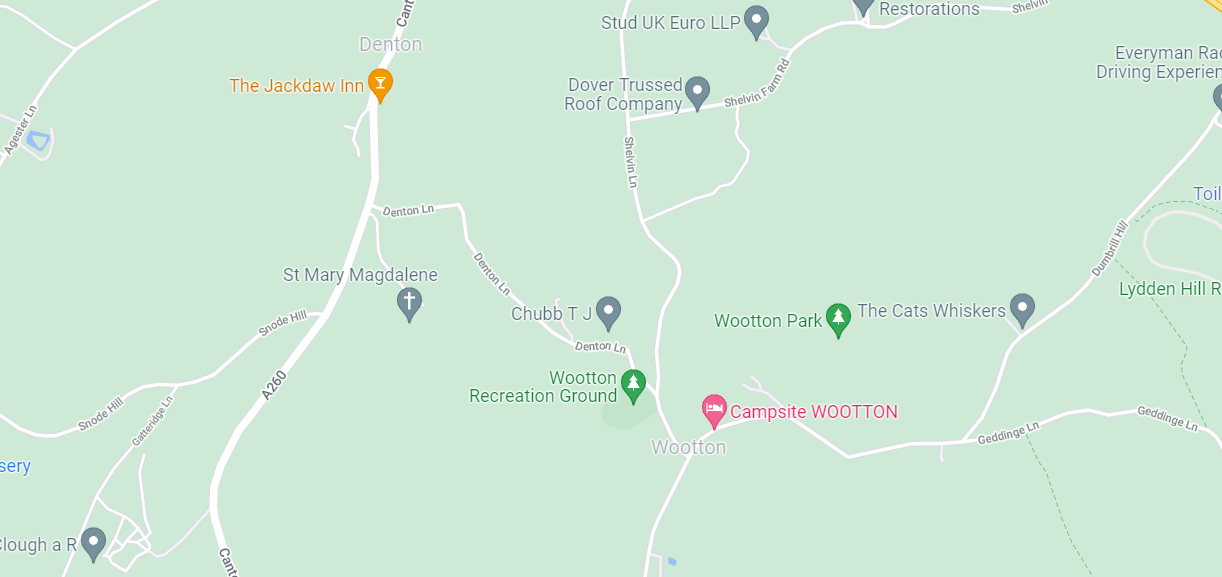 Cant
Denton
The Jackdaw Inn
Agester Ln
Stud UK Euro LLP
Restorations
Shelvin
Everyman Rac
Driving Experien
Dover Trussed
Roof Company
Shelvin Farm Rd
Shelvin Ln
Toil
Denton Ln
Denton Ln
Dumbrill Hill
St Mary Magdalene
Lydden Hill R
Snode Hill
Chubb T J
Wootton Park
The Cats Whiskers
Denton Ln
A260
Wootton
Recreation Ground
Snode Hill
Gatteridge Ln
Campsite WOOTTON
Geddinge Ln
Geddinge Ln
Wootton
sery
Clough a R
Cante